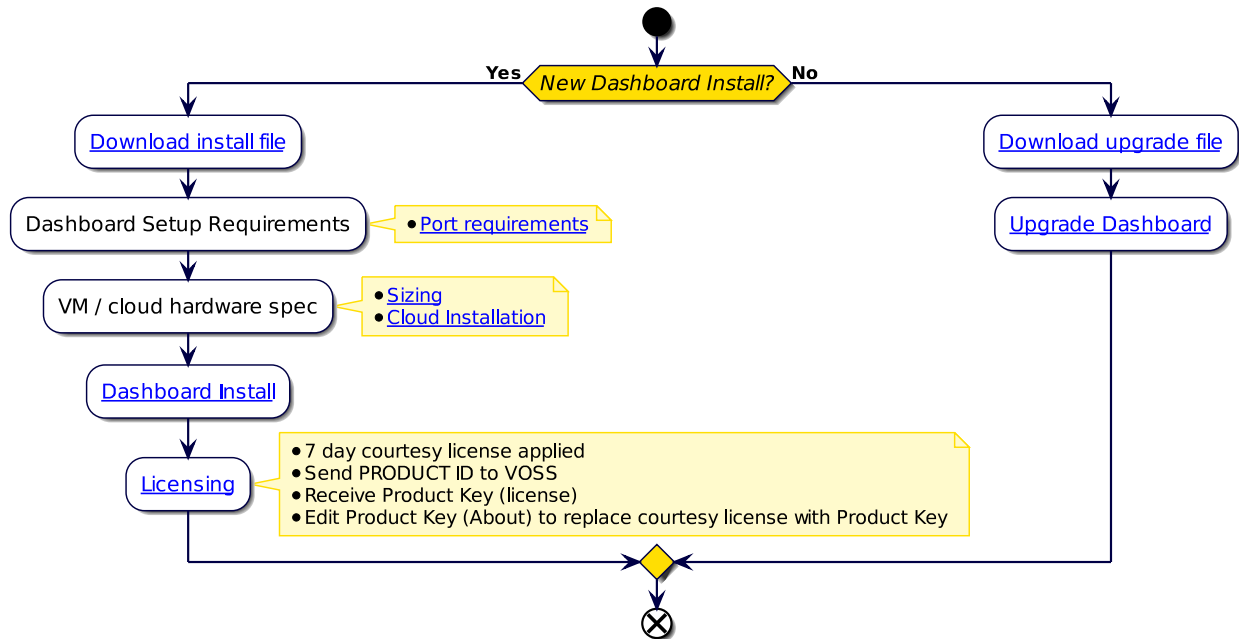 New Dashboard Install?
Yes
No
Download install file
Download upgrade file
Dashboard Setup Requirements
• Port requirements
Upgrade Dashboard
VM / cloud hardware spec
• Sizing
• Cloud Installation
Dashboard Install
Licensing
• 7 day courtesy license applied
• Send PRODUCT ID to VOSS
• Receive Product Key (license)
• Edit Product Key (About) to replace courtesy license with Product Key